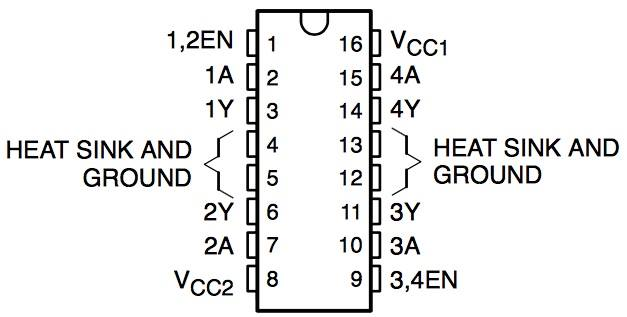 1,2EN 1 16 VCC1
1A 2 15 4A
1Y 3 14 4Y
HEAT SINK AND 4 13 HEAT SINK AND
GROUND 5 12 GROUND
2Y 6 11 3Y
2A 7 10 3A
VCC2 8 9 3,4EN